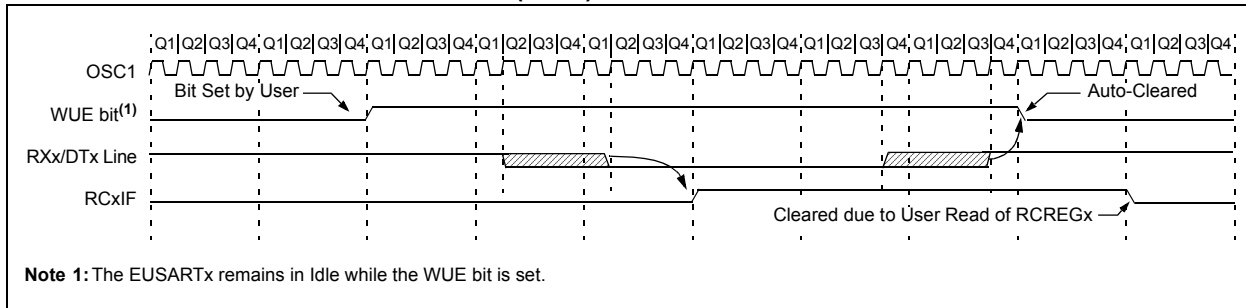 Q1 Q2 Q3 Q4 Q1 Q2 Q3 Q4 Q1 Q2 Q3 Q4 Q1 Q2 Q3 Q4 Q1 Q2 Q3 Q4 Q1 Q2 Q3 Q4 Q1 Q2 Q3 Q4 Q1 Q2 Q3 Q4 Q1 Q2 Q3 Q4 Q1 Q2 Q3 Q4
OSC1
Bit Set by User
Auto-Cleared
WUE bit(1)
RXx/DTx Line
RCxIF
Cleared due to User Read of RCREGx
Note 1: The EUSARTx remains in Idle while the WUE bit is set.